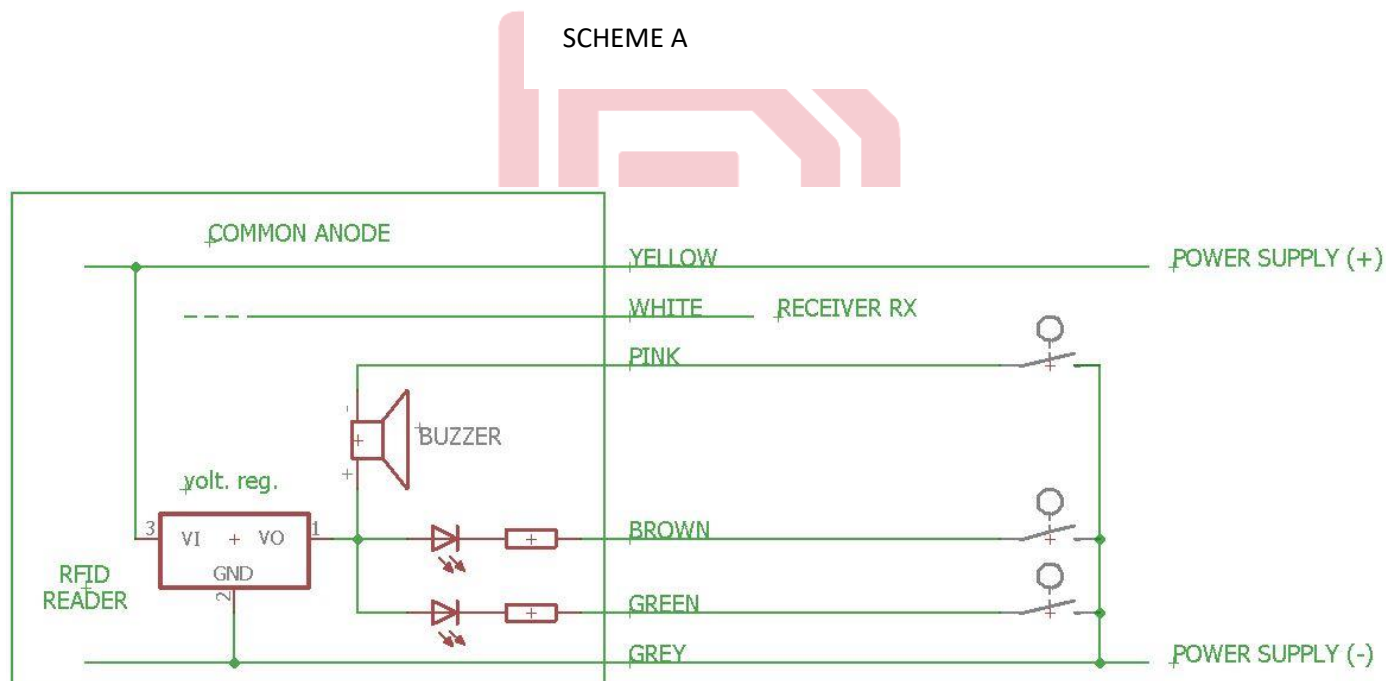 SCHEME A
COMMON ANODE
YELLOW
POWER SUPPLY (+)
WHITE
RECEIVER RX
PINK
-
BUZZER
+
volt. reg.
3
VI + VO
1
BROWN
GND
2
RFID
READER
GREEN
GREY
POWER SUPPLY (-)